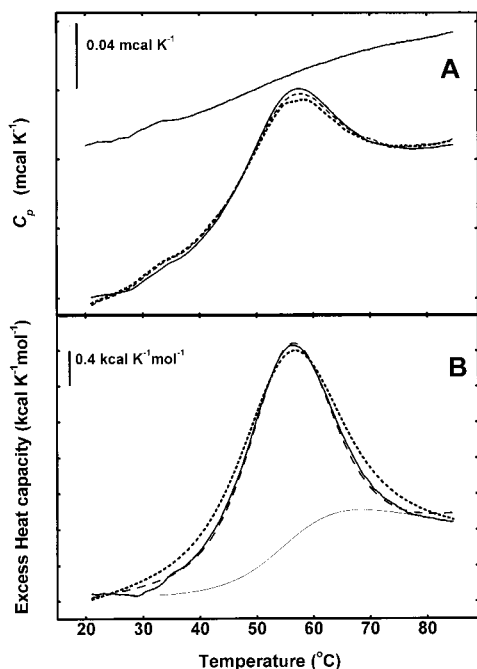 0.04 mcal K⁻¹
A
C_p (mcal K⁻¹)
0.4 kcal K⁻¹mol⁻¹
B
Excess Heat capacity (kcal K⁻¹mol⁻¹)
20 30 40 50 60 70 80
Temperature (°C)